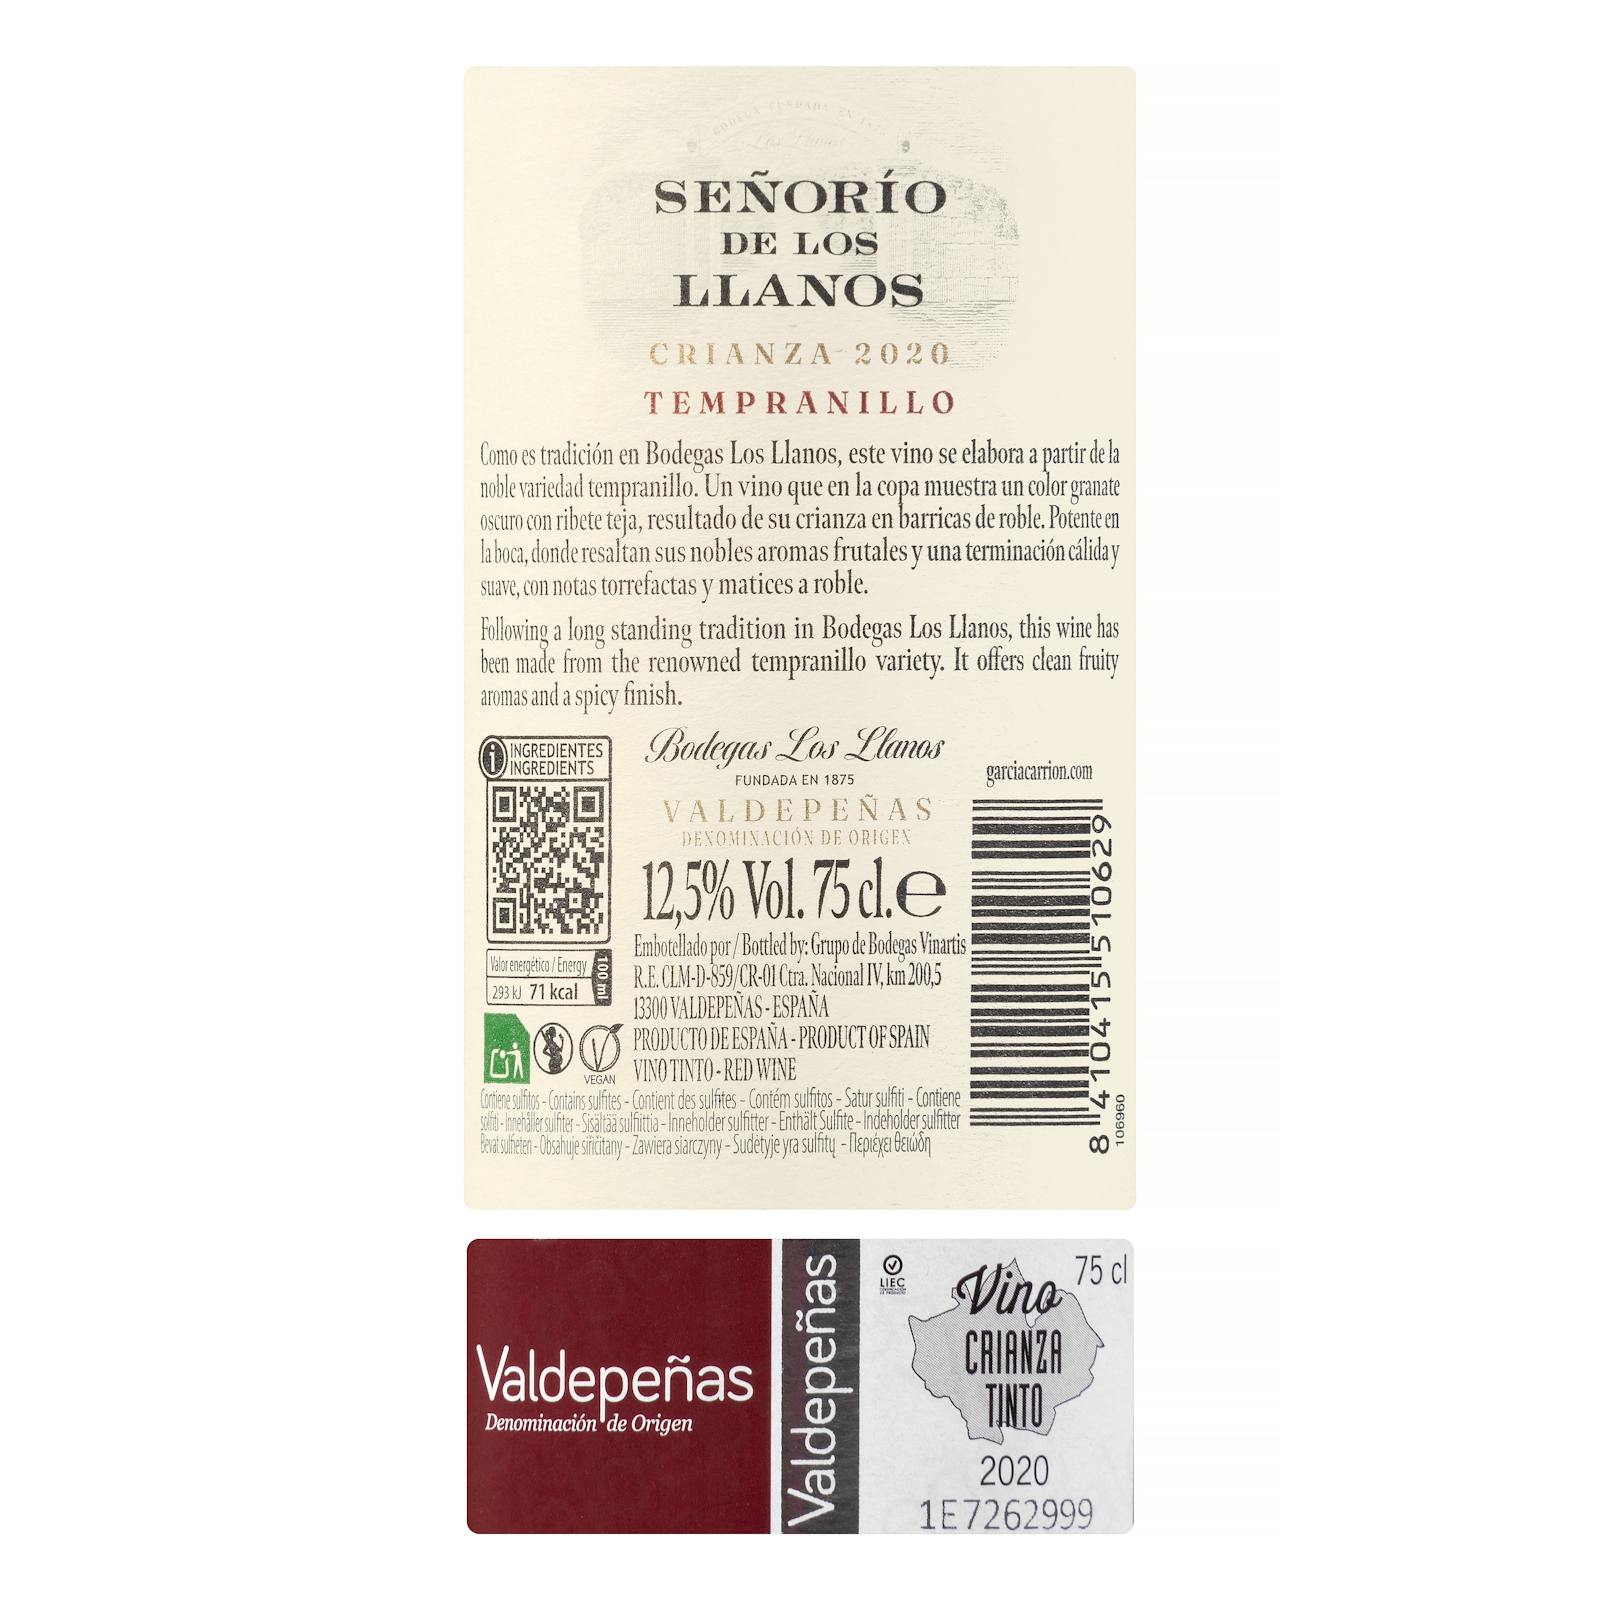 BODEGA FUNDADA EN 1875
Los Llanos
SEÑORÍO
DE LOS
LLANOS
CRIANZA 2020
TEMPRANILLO
Como es tradición en Bodegas Los Llanos, este vino se elabora a partir de la
noble variedad tempranillo. Un vino que en la copa muestra un color granate
oscuro con ribete teja, resultado de su crianza en barricas de roble. Potente en
la boca, donde resaltan sus nobles aromas frutales y una terminación cálida y
suave, con notas torrefactas y matices a roble.
Following a long standing tradition in Bodegas Los Llanos, this wine has
been made from the renowned tempranillo variety. It offers clean fruity
aromas and a spicy finish.
INGREDIENTES
INGREDIENTS
Valor energético / Energy
293 kJ 71 kcal
100 ml
VEGAN
Bodegas Los Llanos
FUNDADA EN 1875
VALDEPEÑAS
DENOMINACIÓN DE ORIGEN
12,5% Vol. 75 cl. e
Embotellado por / Bottled by: Grupo de Bodegas Vinartis
R.E. CLM-D-859/CR-01 Ctra. Nacional IV, km 200,5
13300 VALDEPEÑAS - ESPAÑA
PRODUCTO DE ESPAÑA - PRODUCT OF SPAIN
VINO TINTO - RED WINE
garciacarrion.com
8 410415 510629
106960
Contiene sulfitos - Contains sulfites - Contient des sulfites - Contém sulfitos - Satur sulfiti - Contiene
solfiti - Innehåller sulfiter - Sisältää sulfiittia - Inneholder sulfitter - Enthält Sulfite - Indeholder sulfitter
Bevat sulfieten - Obsahuje siřičitany - Zawiera siarczyny - Sudėtyje yra sulfitų - Περιέχει θειώδη
Valdepeñas
Denominación de Origen
Valdepeñas
LIEC
75 cl
Vino
CRIANZA
TINTO
2020
1E7262999